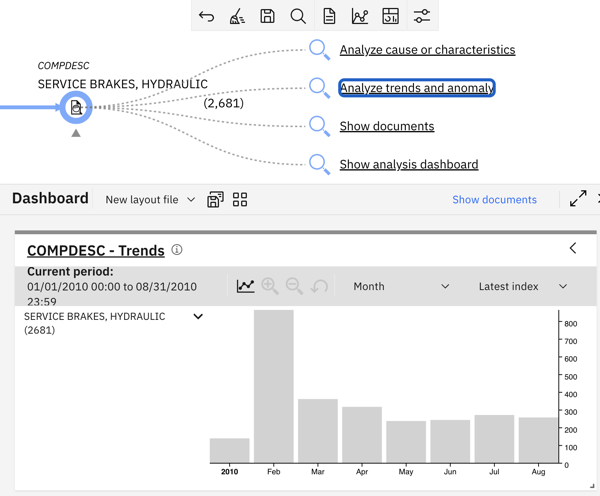 COMPDESC
SERVICE BRAKES, HYDRAULIC
(2,681)
Analyze cause or characteristics
Analyze trends and anomaly
Show documents
Show analysis dashboard
Dashboard
New layout file
Show documents
COMPDESC - Trends
Current period:
01/01/2010 00:00 to 08/31/2010
23:59
Month
Latest index
SERVICE BRAKES, HYDRAULIC
(2681)
800
700
600
500
400
300
200
100
0
2010 Feb Mar Apr May Jun Jul Aug